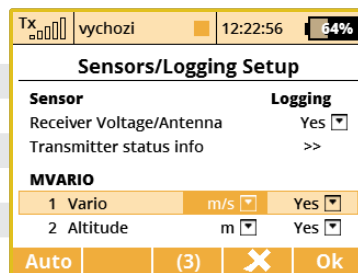 Tx vychozi 12:22:56 64%
Sensors/Logging Setup
Sensor Logging
Receiver Voltage/Antenna Yes
Transmitter status info >>
MVARIO
1 Vario m/s Yes
2 Altitude m Yes
Auto (3) Ok